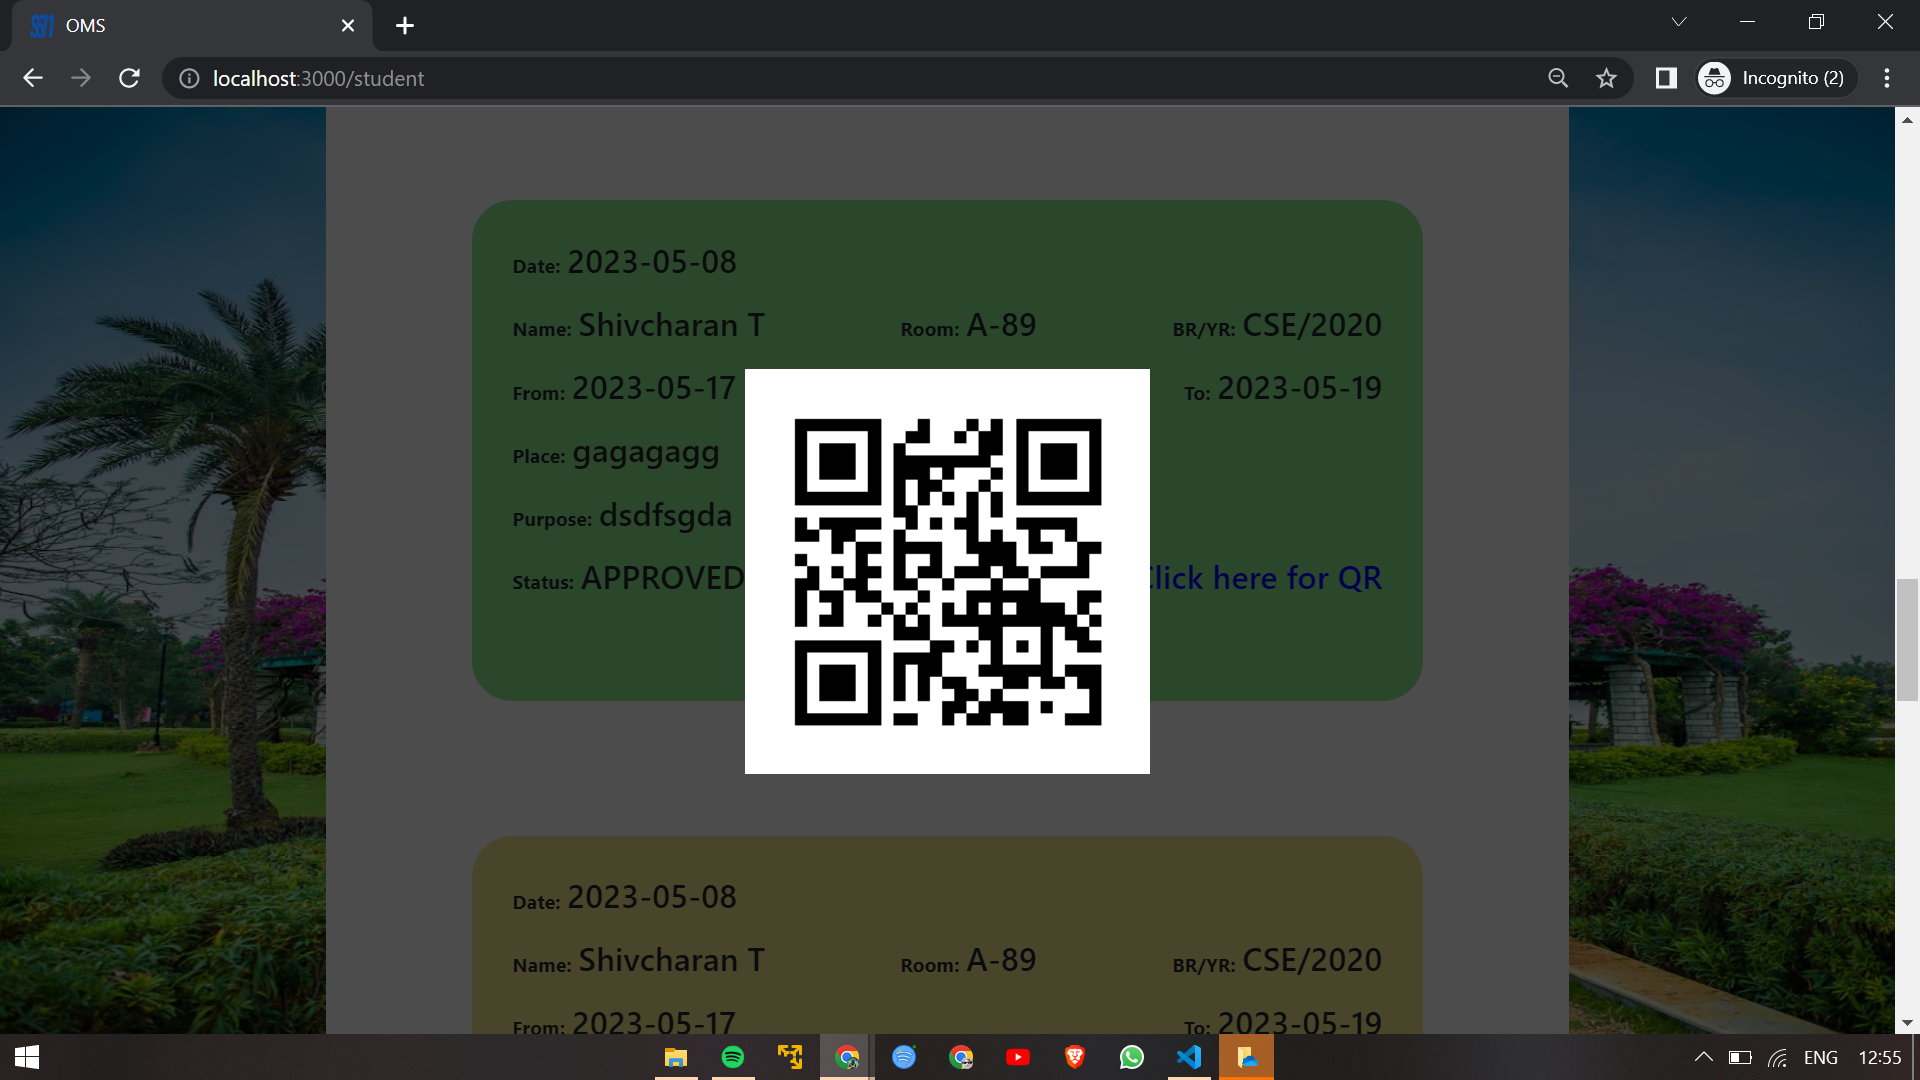 OMS
localhost:3000/student
Incognito (2)
Date: 2023-05-08
Name: Shivcharan T Room: A-89 BR/YR: CSE/2020
From: 2023-05-17 To: 2023-05-19
Place: gagagagg
Purpose: dsdfsgda
Status: APPROVED Click here for QR
Date: 2023-05-08
Name: Shivcharan T Room: A-89 BR/YR: CSE/2020
From: 2023-05-17 To: 2023-05-19
ENG 12:55